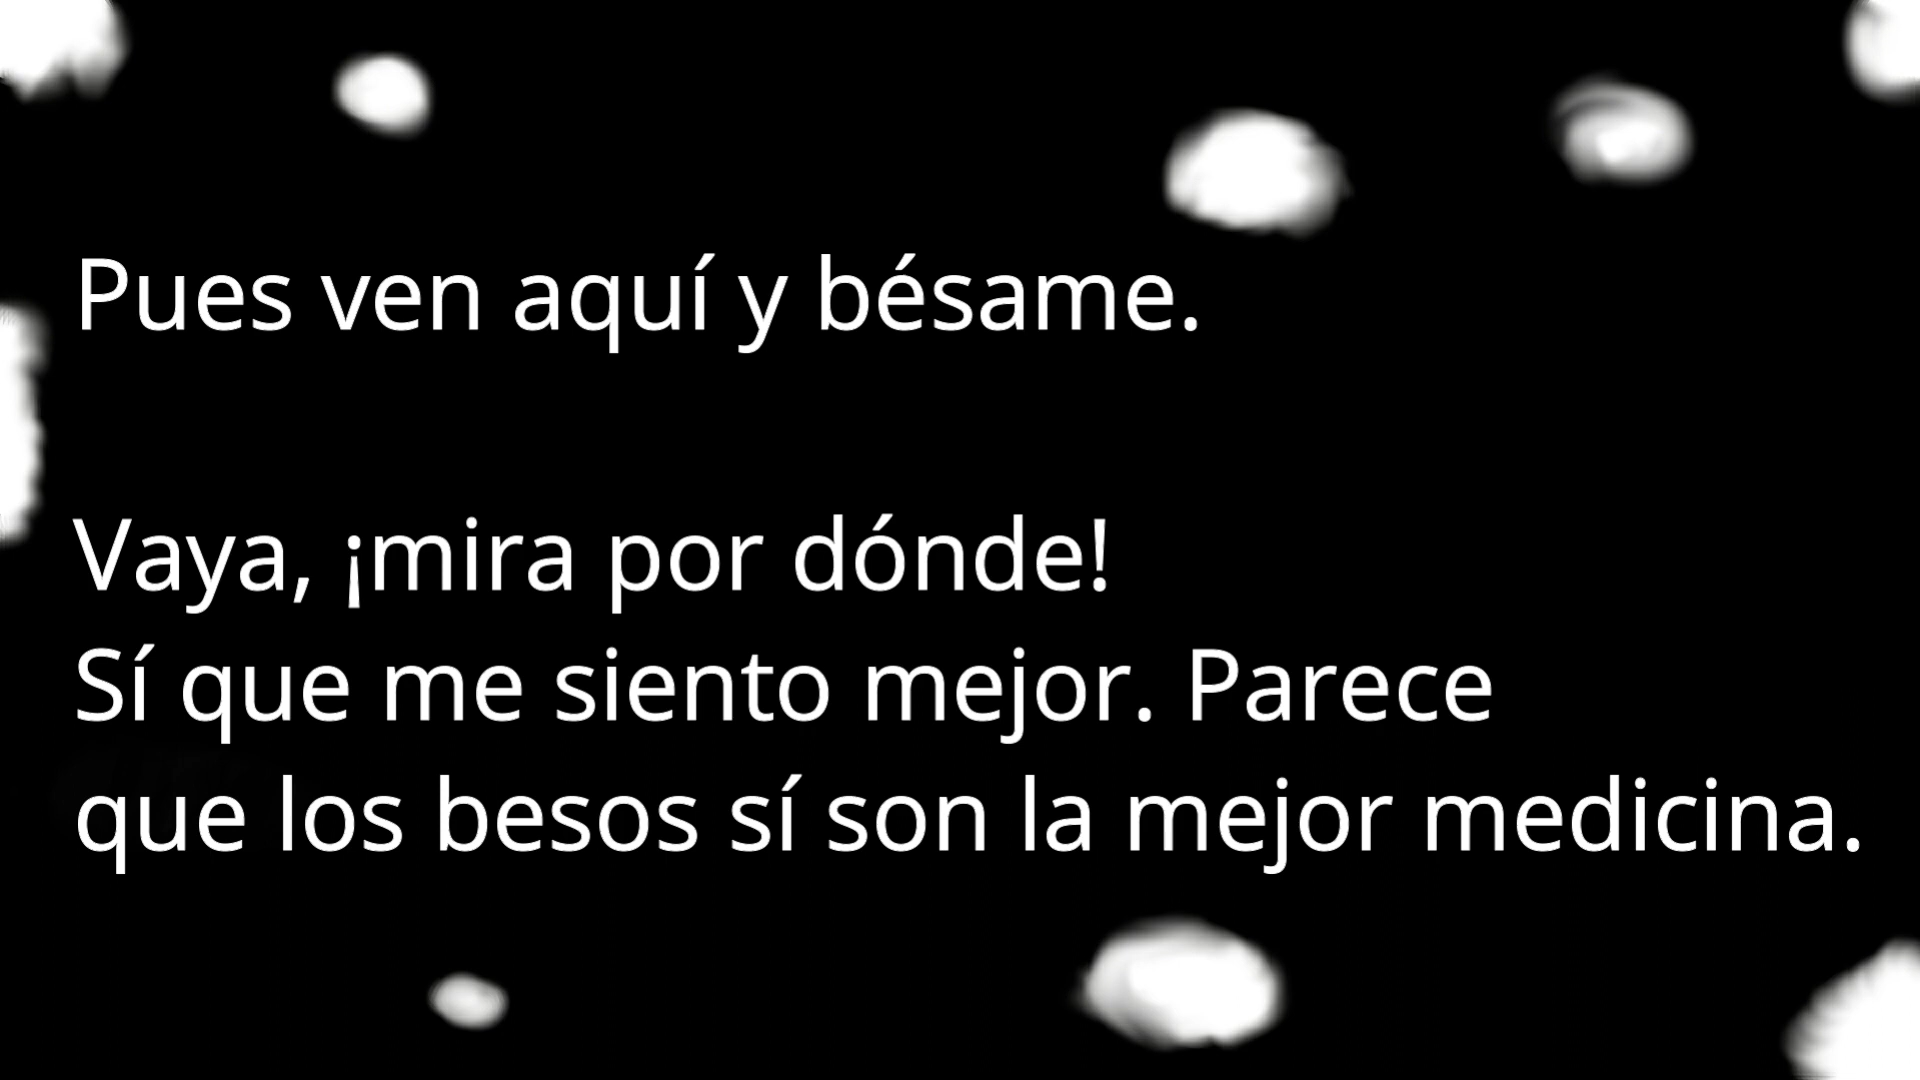 Pues ven aquí y bésame.
Vaya, ¡mira por dónde!
Sí que me siento mejor. Parece
que los besos sí son la mejor medicina.